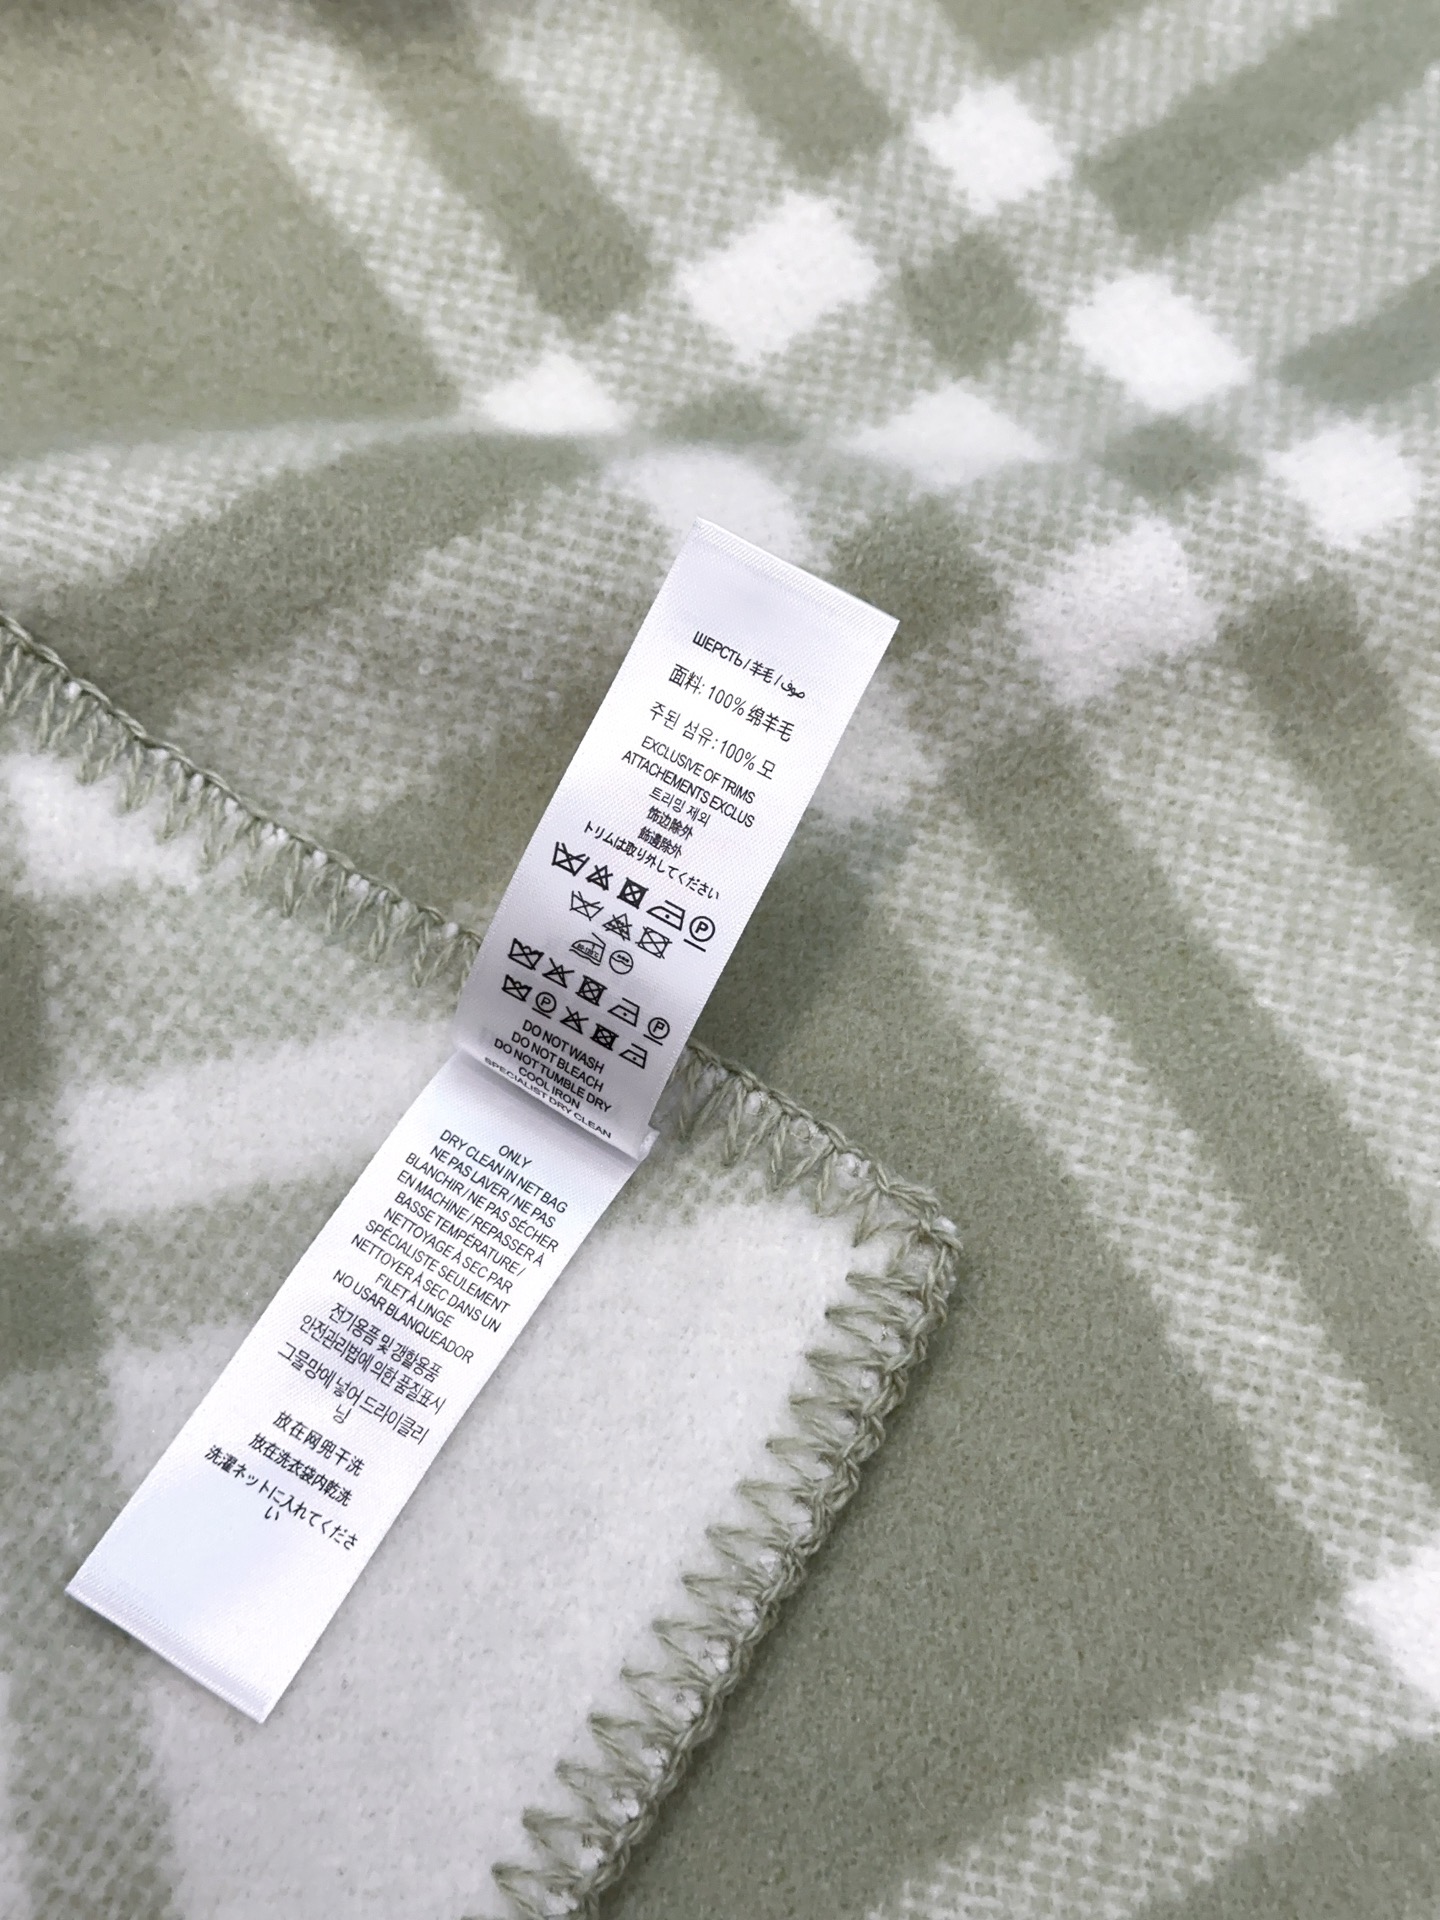 ШЕРСТЬ / 羊毛 / صوف
面料: 100% 绵羊毛
주된 섬유: 100% 모
EXCLUSIVE OF TRIMS
ATTACHEMENTS EXCLUS
트리밍 제외
饰边除外
飾邊除外
トリムは取り外してください
P
P
P
DO NOT WASH
DO NOT BLEACH
DO NOT TUMBLE DRY
COOL IRON
SPECIALIST DRY CLEAN
ONLY
DRY CLEAN IN NET BAG
NE PAS LAVER / NE PAS
BLANCHIR / NE PAS SÉCHER
EN MACHINE / REPASSER À
BASSE TEMPÉRATURE /
NETTOYAGE À SEC PAR
SPÉCIALISTE SEULEMENT
NETTOYER À SEC DANS UN
FILET À LINGE
NO USAR BLANQUEADOR
전기용품 및 갱활용품
안전관리법에 의한 품질표시
그물망에 넣어 드라이클리
닝
放在网兜干洗
放在洗衣袋内乾洗
洗濯ネットに入れてくださ
い